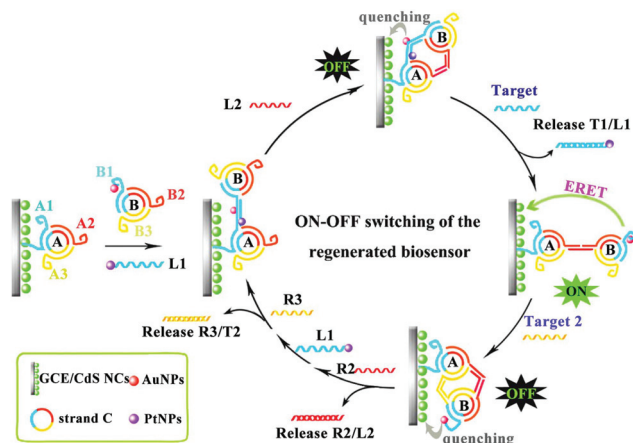 quenching
B
A
OFF
L2
Target
Release T1/L1
ERET
B1
A1
B
B2
A2
B3
A
A3
L1
B
A
ON-OFF switching of the
regenerated biosensor
A
B
ON
Target 2
R3
L1
R2
Release R3/T2
A
B
OFF
Release R2/L2
quenching
GCE/CdS NCs
AuNPs
strand C
PtNPs